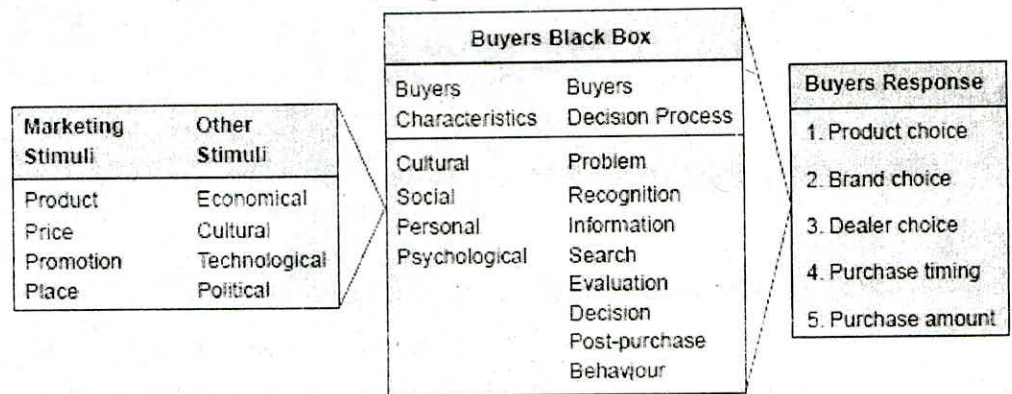 Marketing Stimuli
Other Stimuli
Product
Price
Promotion
Place
Economical
Cultural
Technological
Political
Buyers Black Box
Buyers
Characteristics
Buyers
Decision Process
Cultural
Social
Personal
Psychological
Problem
Recognition
Information
Search
Evaluation
Decision
Post-purchase
Behaviour
Buyers Response
1. Product choice
2. Brand choice
3. Dealer choice
4. Purchase timing
5. Purchase amount